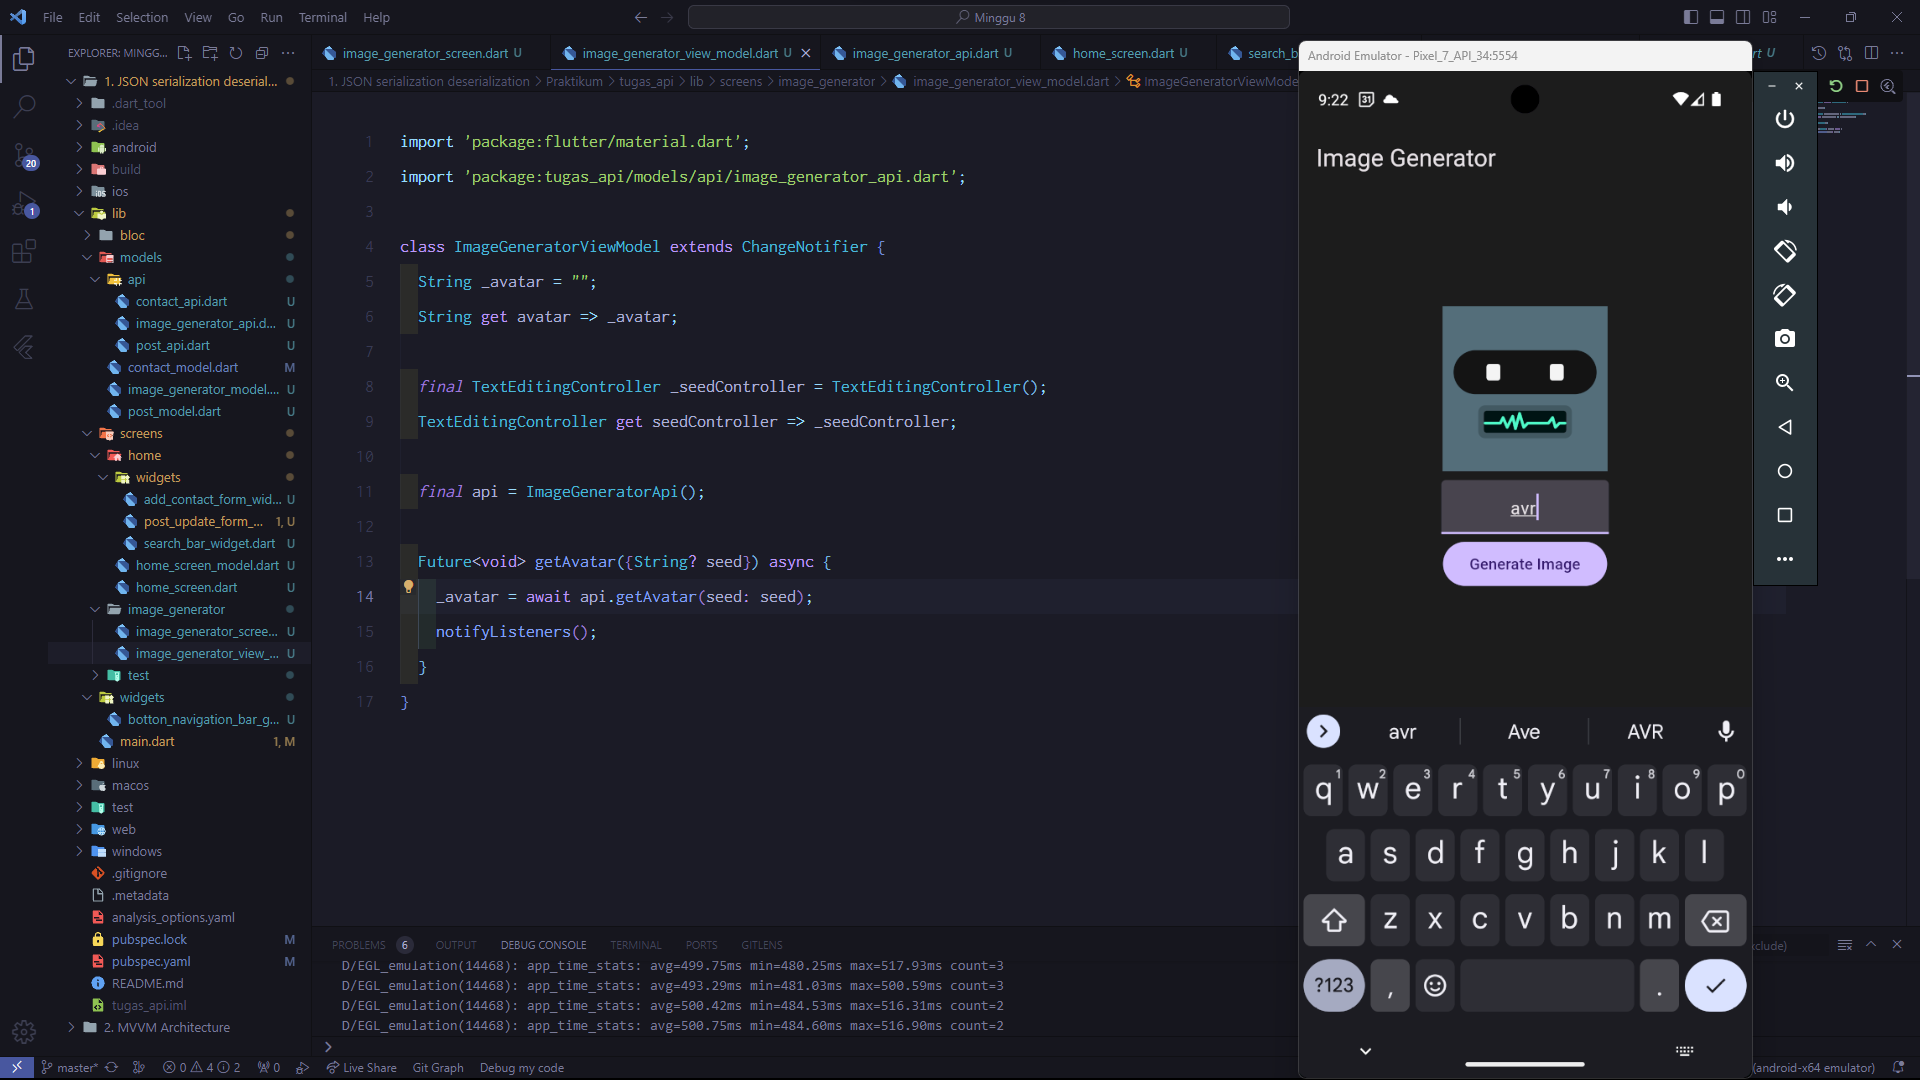 File Edit Selection View Go Run Terminal Help
Minggu 8
EXPLORER: MINGG...
1. JSON serialization deserial...
.dart_tool
.idea
android
build
ios
lib
bloc
models
api
contact_api.dart U
image_generator_api.d... U
post_api.dart U
contact_model.dart M
image_generator_model.... U
post_model.dart U
screens
home
widgets
add_contact_form_wid... U
post_update_form_... 1, U
search_bar_widget.dart U
home_screen_model.dart U
home_screen.dart U
image_generator
image_generator_scree... U
image_generator_view_... U
test
widgets
botton_navigation_bar_g... U
main.dart 1, M
linux
macos
test
web
windows
.gitignore
.metadata
analysis_options.yaml
pubspec.lock M
pubspec.yaml M
README.md
tugas_api.iml
2. MVVM Architecture
20
1
image_generator_screen.dart U
image_generator_view_model.dart U
image_generator_api.dart U
home_screen.dart U
search_b
rt U
1. JSON serialization deserialization > Praktikum > tugas_api > lib > screens > image_generator > image_generator_view_model.dart > ImageGeneratorViewMode
1 import 'package:flutter/material.dart';
2 import 'package:tugas_api/models/api/image_generator_api.dart';
3
4 class ImageGeneratorViewModel extends ChangeNotifier {
5 String _avatar = "";
6 String get avatar => _avatar;
7
8 final TextEditingController _seedController = TextEditingController();
9 TextEditingController get seedController => _seedController;
10
11 final api = ImageGeneratorApi();
12
13 Future<void> getAvatar({String? seed}) async {
14 _avatar = await api.getAvatar(seed: seed);
15 notifyListeners();
16 }
17 }
PROBLEMS 6 OUTPUT DEBUG CONSOLE TERMINAL PORTS GITLENS
xclude)
D/EGL_emulation(14468): app_time_stats: avg=499.75ms min=480.25ms max=517.93ms count=3
D/EGL_emulation(14468): app_time_stats: avg=493.29ms min=481.03ms max=500.59ms count=3
D/EGL_emulation(14468): app_time_stats: avg=500.42ms min=484.53ms max=516.31ms count=2
D/EGL_emulation(14468): app_time_stats: avg=500.75ms min=484.60ms max=516.90ms count=2
master* 0 4 2 0 Live Share Git Graph Debug my code
(android-x64 emulator)
Android Emulator - Pixel_7_API_34:5554
9:22 31
Image Generator
avr
Generate Image
avr Ave AVR
q1 w2 e3 r4 t5 y6 u7 i8 o9 p0
a s d f g h j k l
z x c v b n m
?123 , .